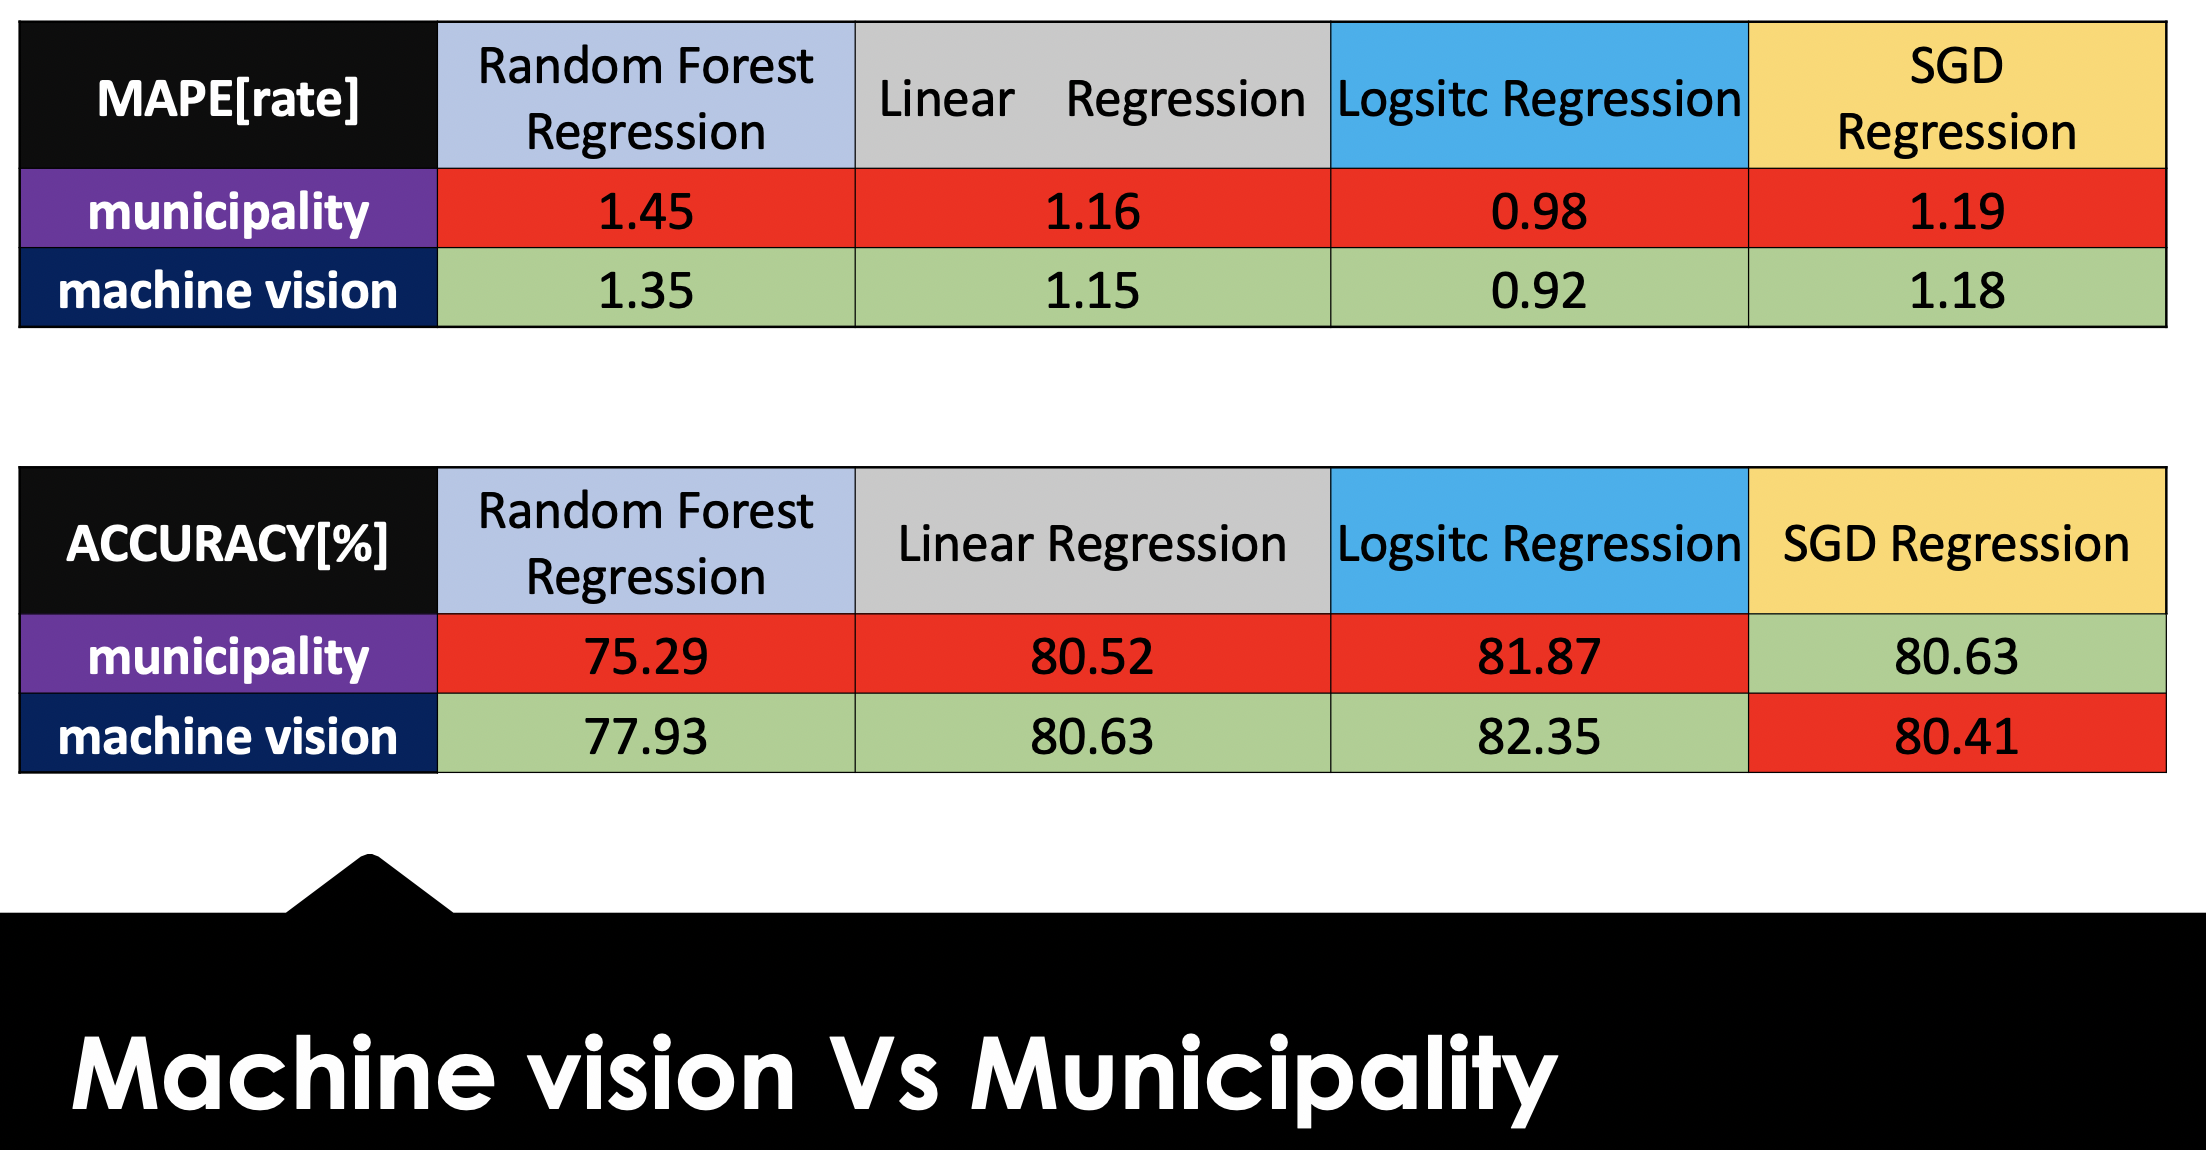 MAPE[rate] Random Forest Regression Linear Regression Logsitc Regression SGD Regression
municipality 1.45 1.16 0.98 1.19
machine vision 1.35 1.15 0.92 1.18
ACCURACY[%] Random Forest Regression Linear Regression Logsitc Regression SGD Regression
municipality 75.29 80.52 81.87 80.63
machine vision 77.93 80.63 82.35 80.41
Machine vision Vs Municipality